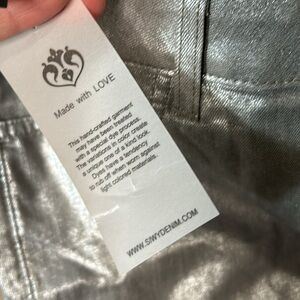 Made with LOVE
This hand-crafted garment
may have been treated
with a special dye process.
The variations in color create
a unique one of a kind look.
Dyes have a tendency
to rub off when worn against
light colored materials.
WWW.SIWYDENIM.COM